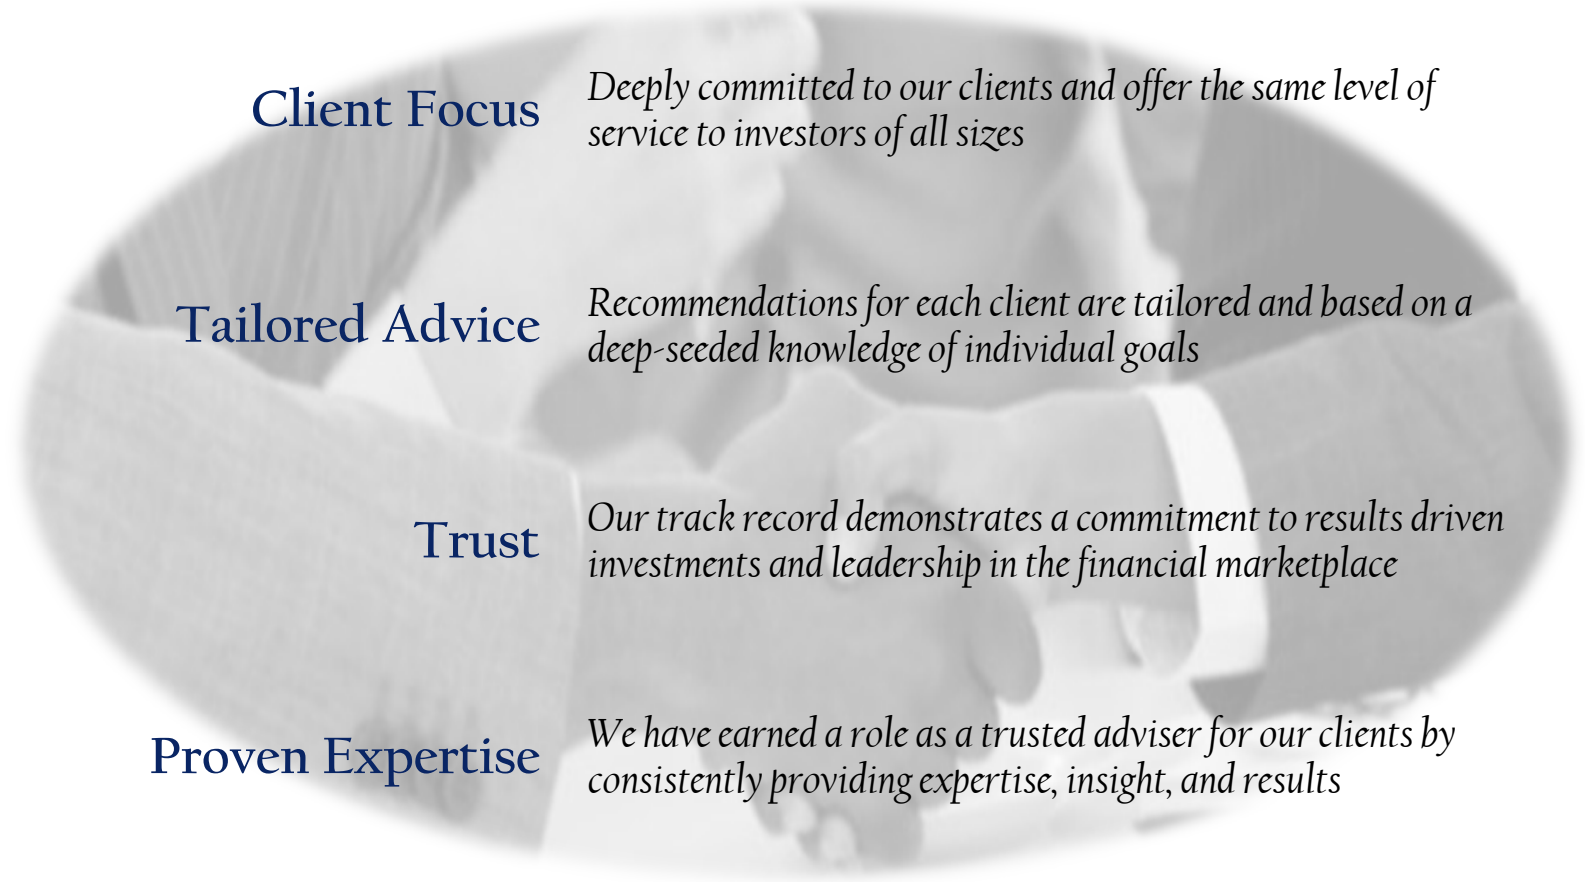 Client Focus
Deeply committed to our clients and offer the same level of
service to investors of all sizes
Tailored Advice
Recommendations for each client are tailored and based on a
deep-seeded knowledge of individual goals
Trust
Our track record demonstrates a commitment to results driven
investments and leadership in the financial marketplace
Proven Expertise
We have earned a role as a trusted adviser for our clients by
consistently providing expertise, insight, and results